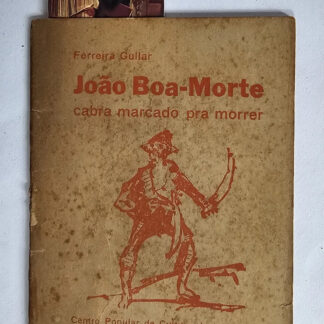 Ferreira Gullar
João Boa-Morte
cabra marcado pra morrer
Centro Popular de